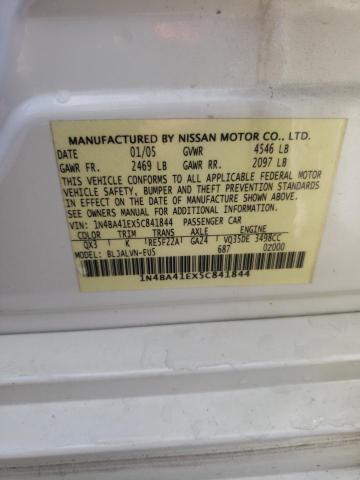 MANUFACTURED BY NISSAN MOTOR CO., LTD.
DATE 01/05 GVWR 4546 LB
GAWR FR. 2469 LB GAWR RR. 2097 LB
THIS VEHICLE CONFORMS TO ALL APPLICABLE FEDERAL MOTOR
VEHICLE SAFETY, BUMPER AND THEFT PREVENTION STANDARDS
IN EFFECT ON THE DATE OF MANUFACTURE SHOWN ABOVE.
SEE OWNERS MANUAL FOR ADDITIONAL INFORMATION
VIN: 1N4BA41EX5C841844 PASSENGER CAR
COLOR TRIM TRANS AXLE ENGINE
QX3 RE5F22A GA24 VQ35DE 3498CC
MODEL: BLJALVN-EU5 687 02000
1N4BA41EX5C841844